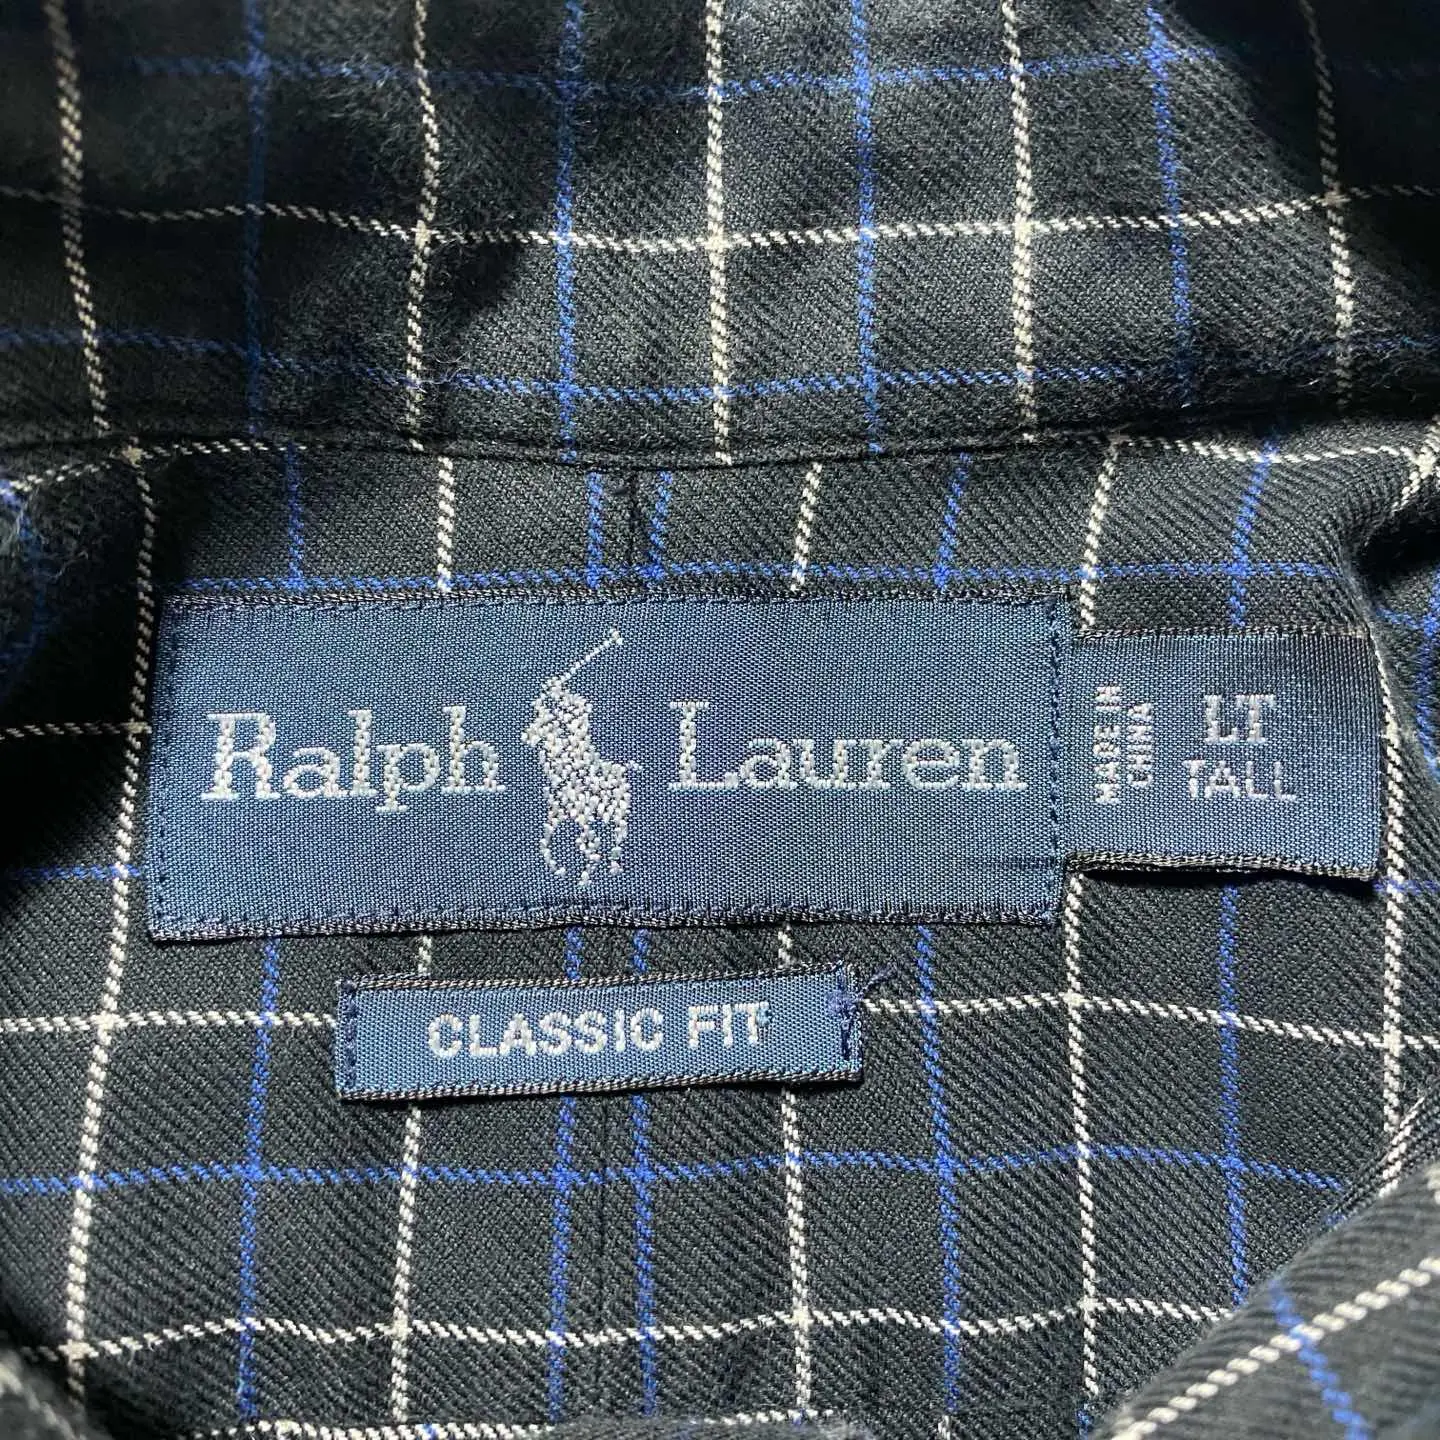 Ralph Lauren
MADE IN
CHINA
LT
TALL
CLASSIC FIT